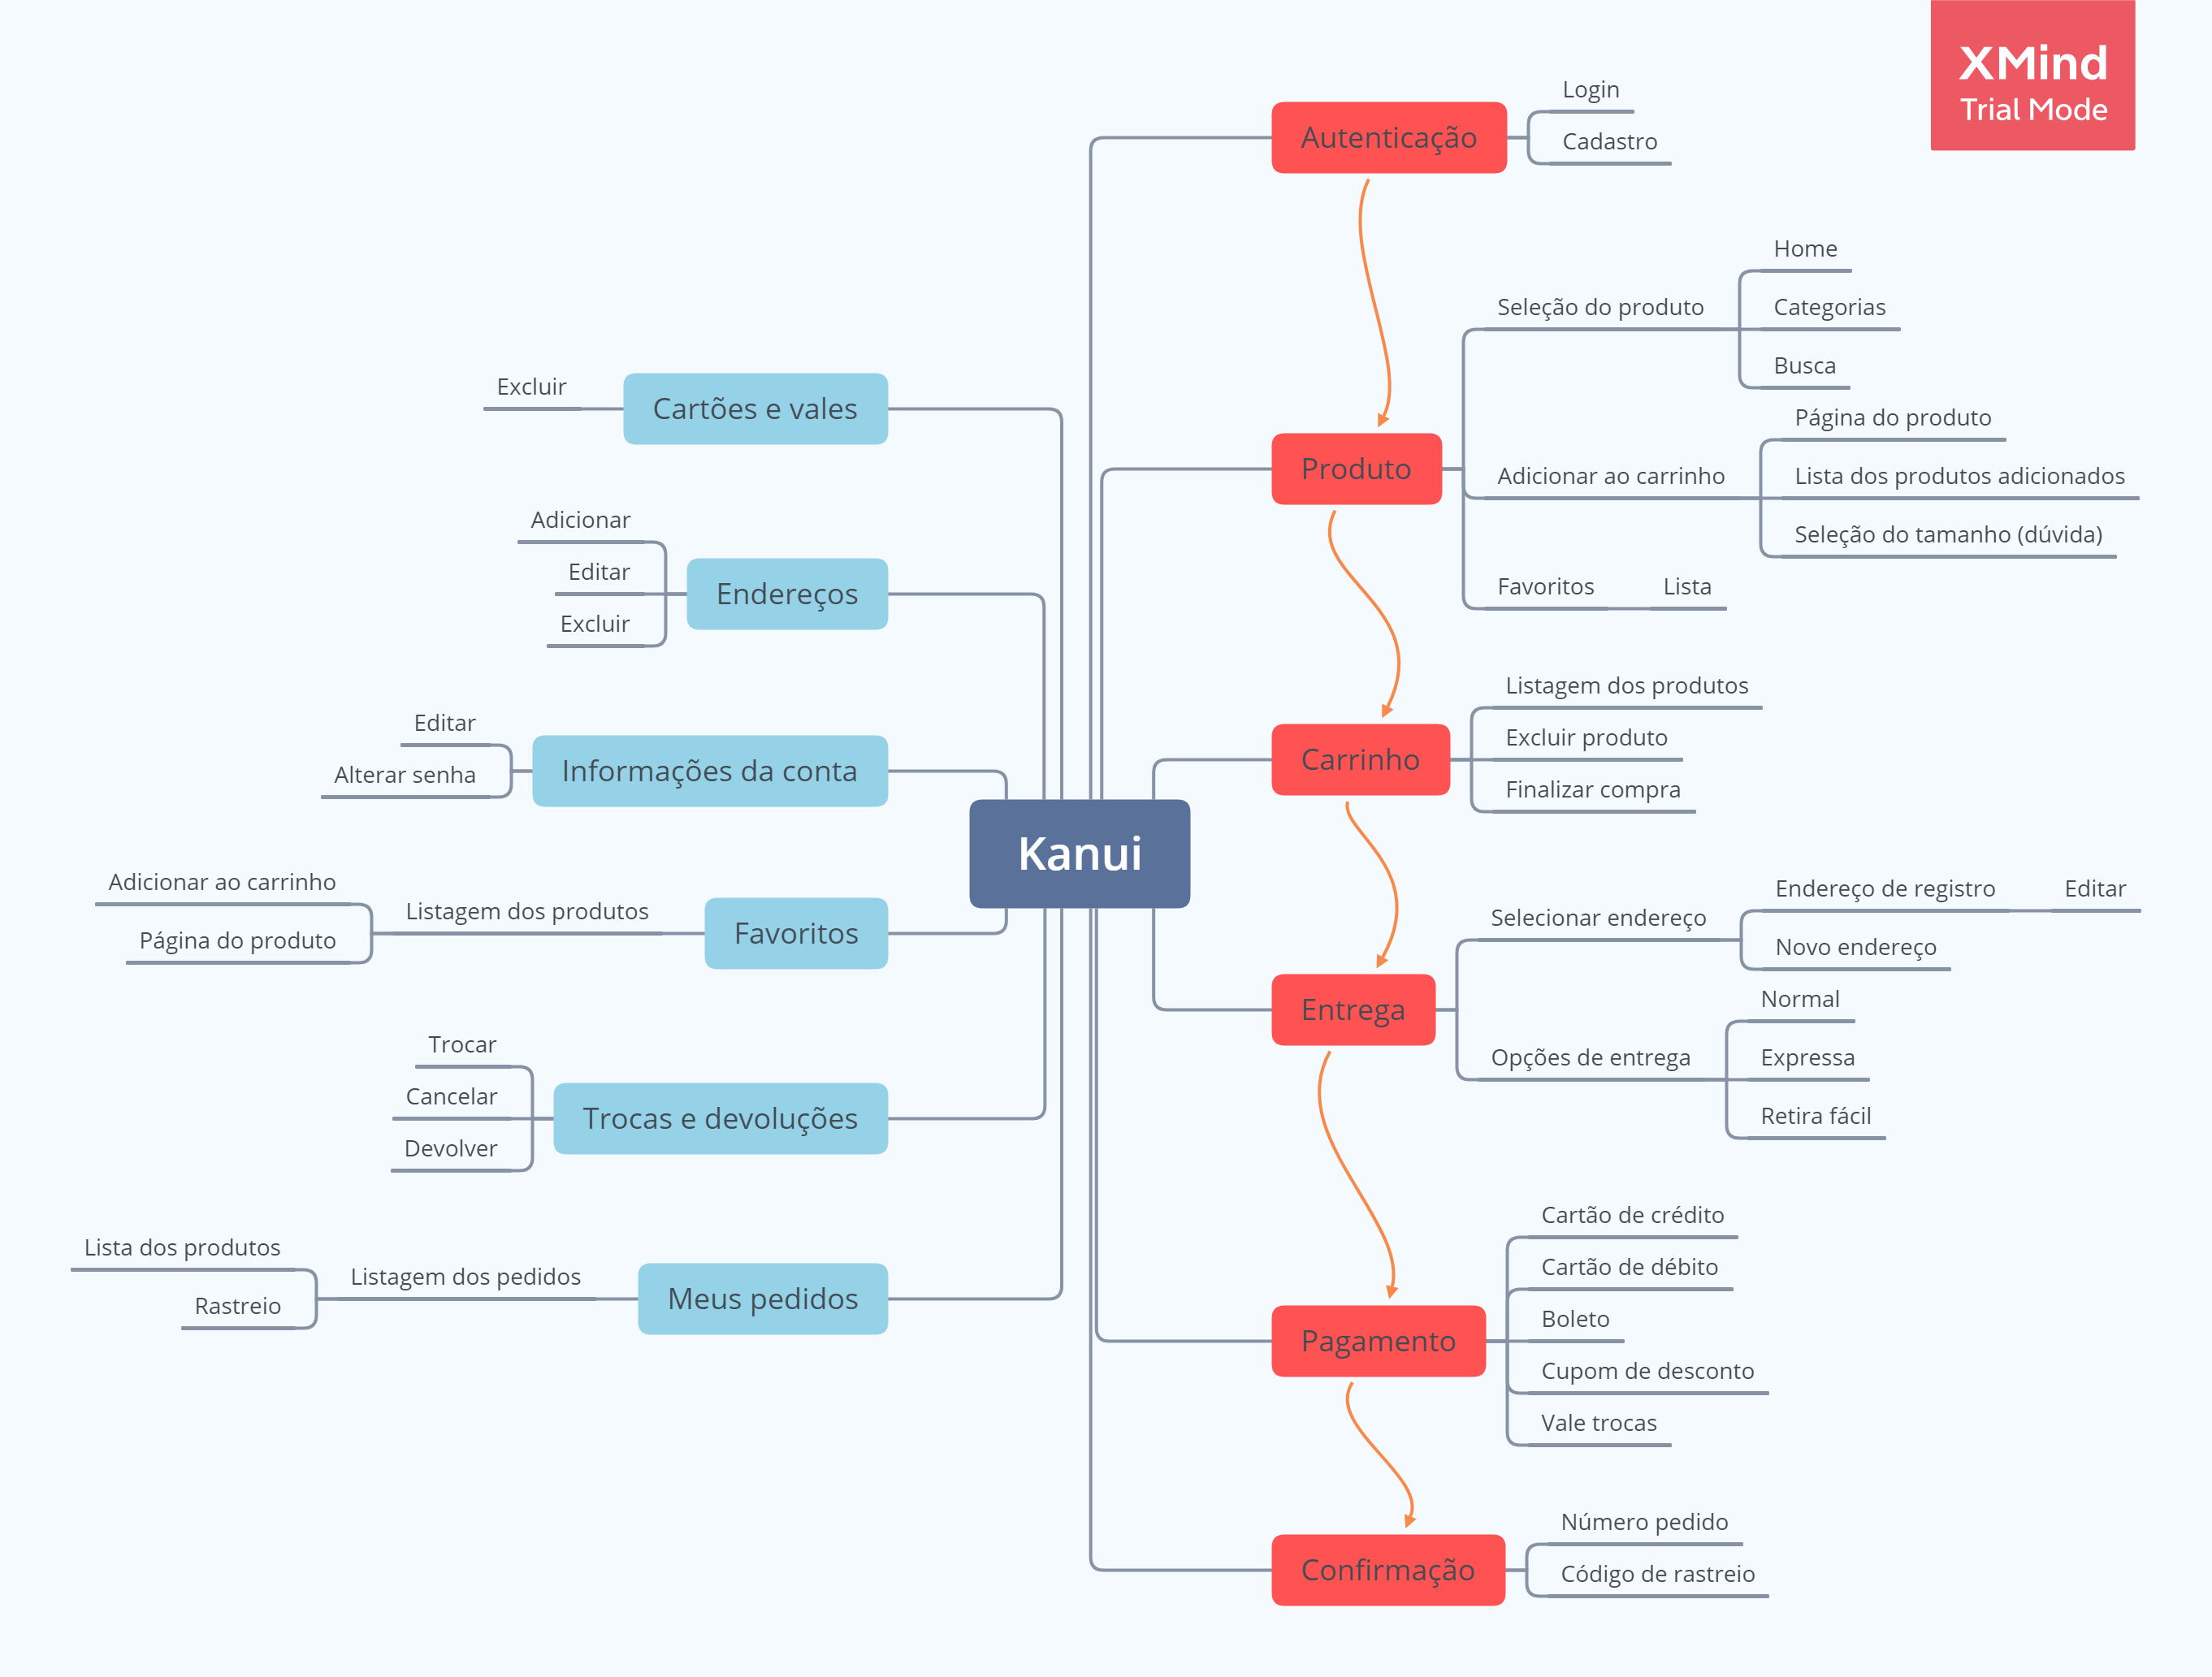 XMind
Trial Mode
Kanui
Autenticação
Login
Cadastro
Produto
Seleção do produto
Home
Categorias
Busca
Adicionar ao carrinho
Página do produto
Lista dos produtos adicionados
Seleção do tamanho (dúvida)
Favoritos
Lista
Carrinho
Listagem dos produtos
Excluir produto
Finalizar compra
Entrega
Selecionar endereço
Endereço de registro
Editar
Novo endereço
Opções de entrega
Normal
Expressa
Retira fácil
Pagamento
Cartão de crédito
Cartão de débito
Boleto
Cupom de desconto
Vale trocas
Confirmação
Número pedido
Código de rastreio
Cartões e vales
Excluir
Endereços
Adicionar
Editar
Excluir
Informações da conta
Editar
Alterar senha
Favoritos
Listagem dos produtos
Adicionar ao carrinho
Página do produto
Trocas e devoluções
Trocar
Cancelar
Devolver
Meus pedidos
Listagem dos pedidos
Lista dos produtos
Rastreio